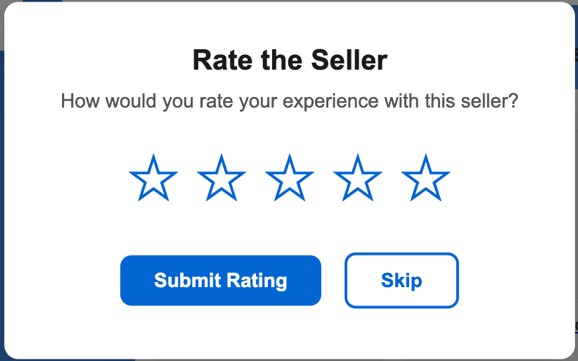 Rate the Seller
How would you rate your experience with this seller?
Submit Rating
Skip